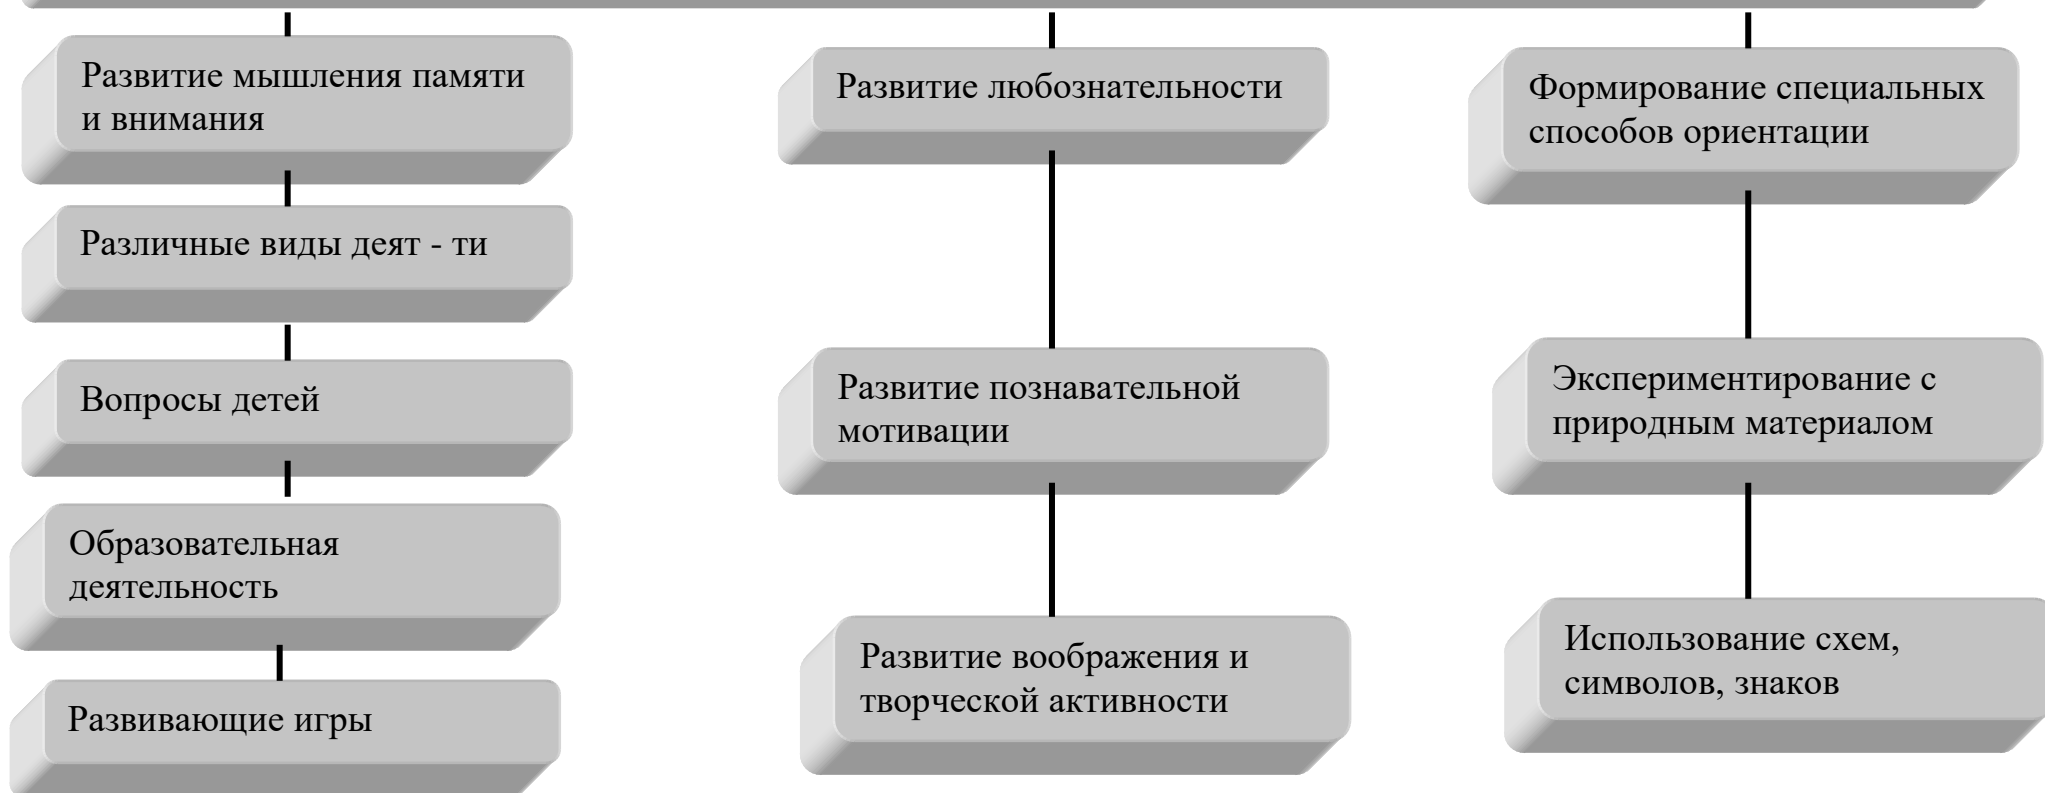 Развитие мышления памяти
и внимания
Различные виды деят - ти
Вопросы детей
Образовательная
деятельность
Развивающие игры
Развитие любознательности
Развитие познавательной
мотивации
Развитие воображения и
творческой активности
Формирование специальных
способов ориентации
Экспериментирование с
природным материалом
Использование схем,
символов, знаков